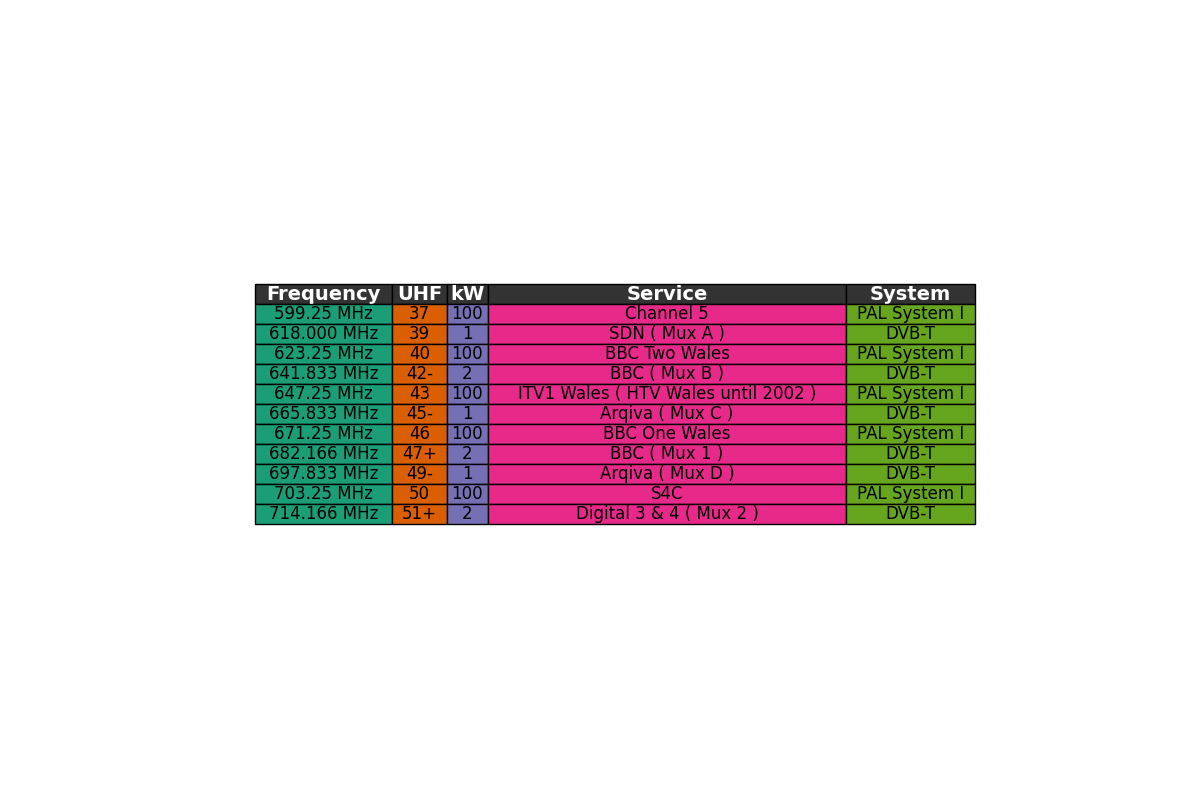 Frequency UHF kW Service System
599.25 MHz 37 100 Channel 5 PAL System I
618.000 MHz 39 1 SDN ( Mux A ) DVB-T
623.25 MHz 40 100 BBC Two Wales PAL System I
641.833 MHz 42- 2 BBC ( Mux B ) DVB-T
647.25 MHz 43 100 ITV1 Wales ( HTV Wales until 2002 ) PAL System I
665.833 MHz 45- 1 Arqiva ( Mux C ) DVB-T
671.25 MHz 46 100 BBC One Wales PAL System I
682.166 MHz 47+ 2 BBC ( Mux 1 ) DVB-T
697.833 MHz 49- 1 Arqiva ( Mux D ) DVB-T
703.25 MHz 50 100 S4C PAL System I
714.166 MHz 51+ 2 Digital 3 & 4 ( Mux 2 ) DVB-T